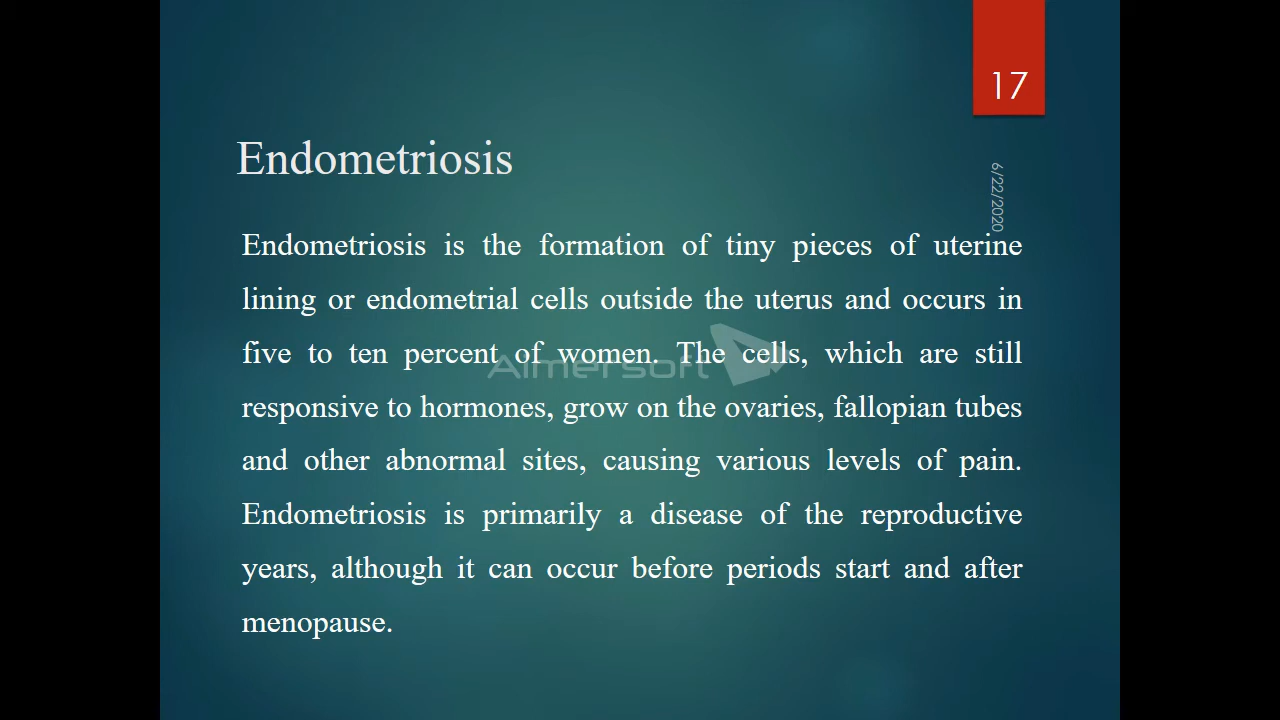 17
Endometriosis
6/22/2020
Endometriosis is the formation of tiny pieces of uterine
lining or endometrial cells outside the uterus and occurs in
five to ten percent of women. The cells, which are still
responsive to hormones, grow on the ovaries, fallopian tubes
and other abnormal sites, causing various levels of pain.
Endometriosis is primarily a disease of the reproductive
years, although it can occur before periods start and after
menopause.
Aimersoft